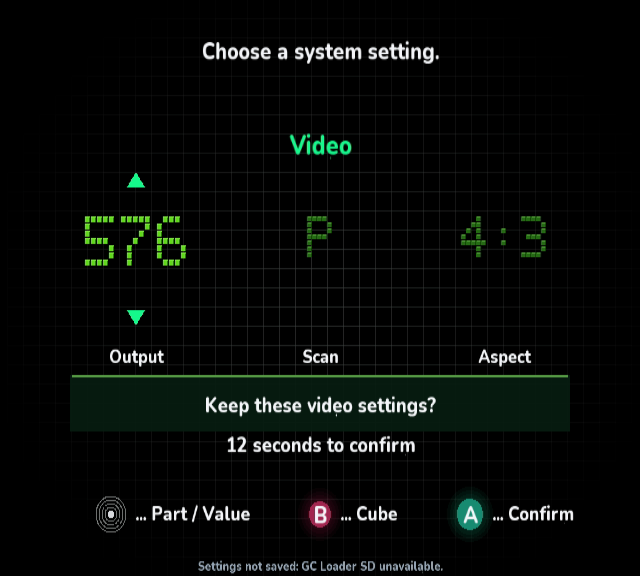 Choose a system setting.
Video
576 P 4:3
Output Scan Aspect
Keep these video settings?
12 seconds to confirm
... Part / Value B ... Cube A ... Confirm
Settings not saved: GC Loader SD unavailable.